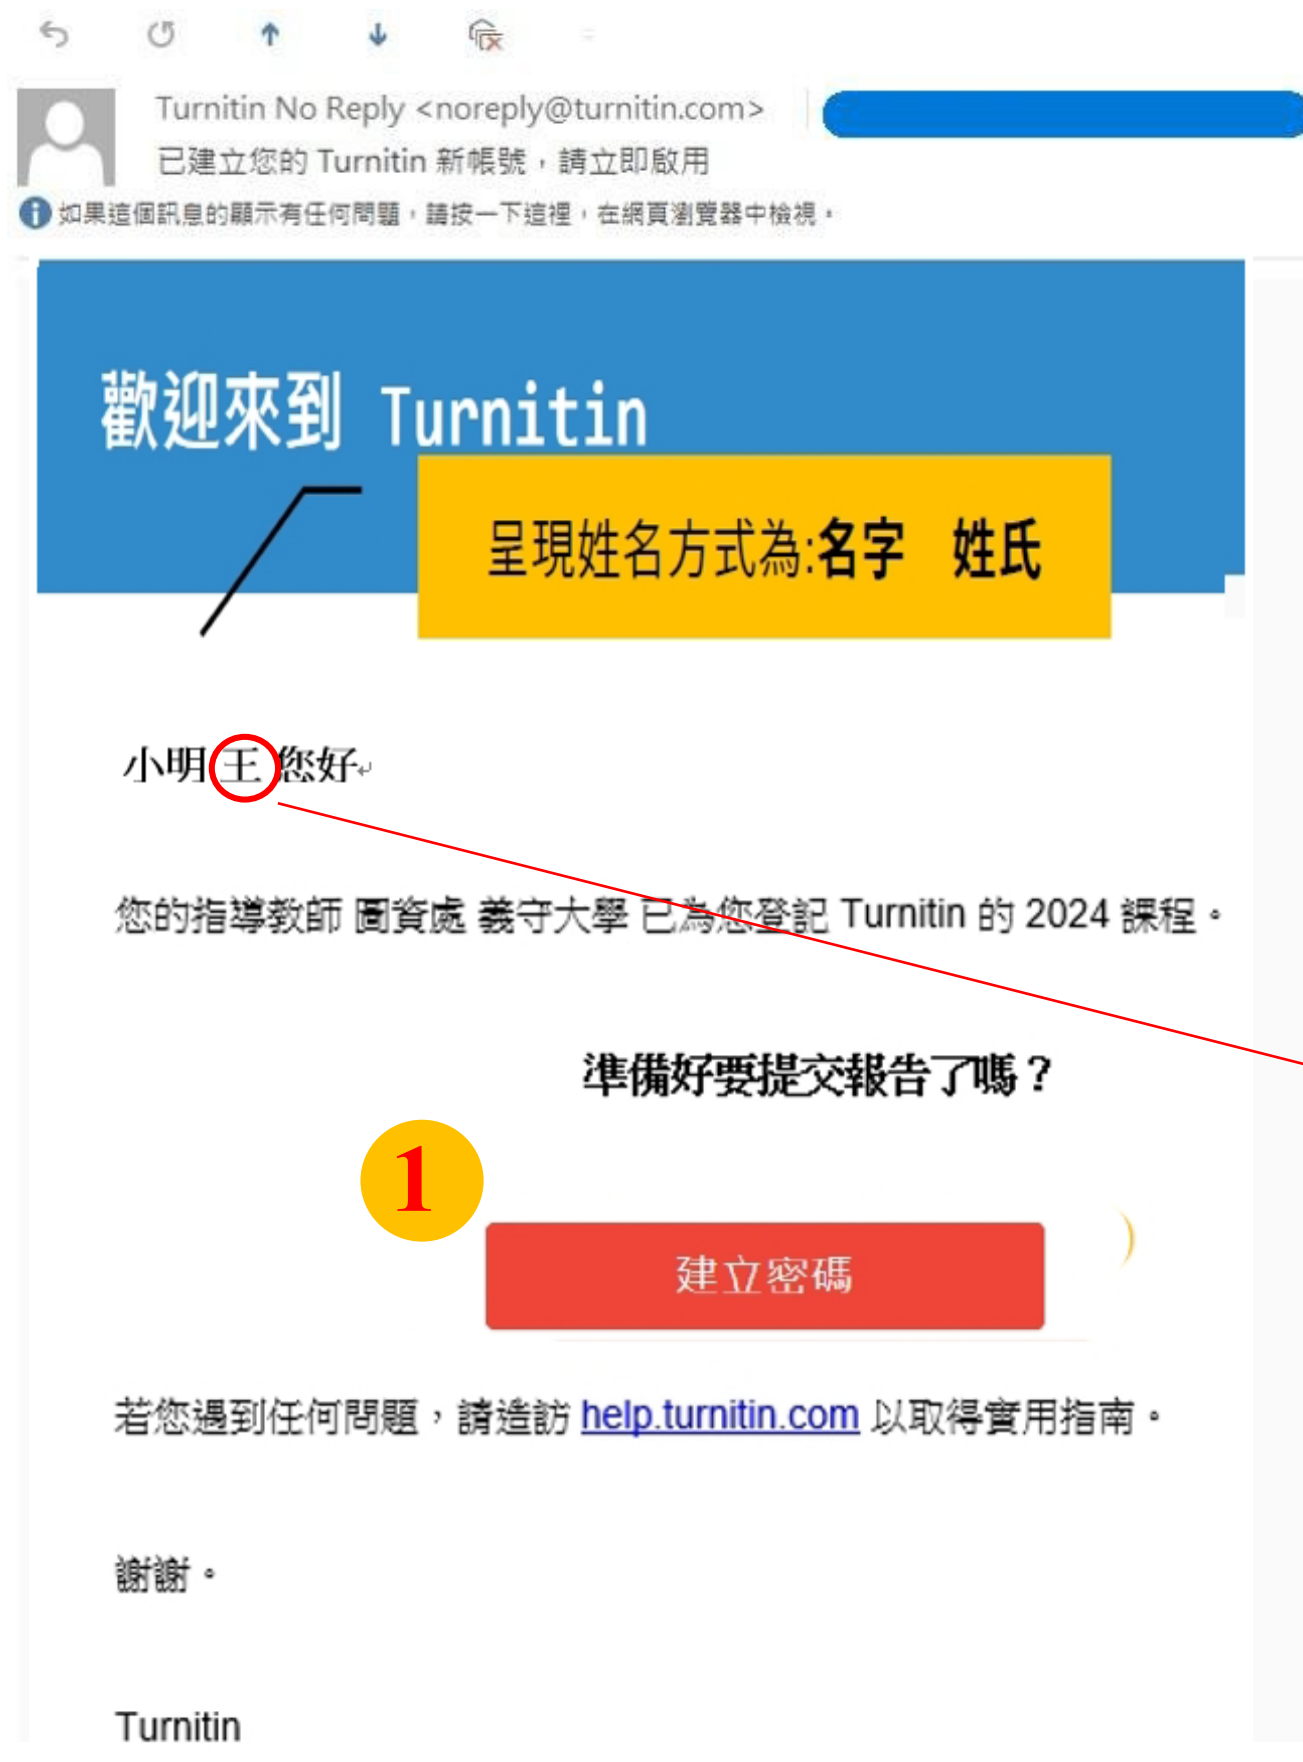 Turnitin No Reply <noreply@turnitin.com>
已建立您的 Turnitin 新帳號，請立即啟用
如果這個訊息的顯示有任何問題，請按一下這裡，在網頁瀏覽器中檢視。
歡迎來到 Turnitin
呈現姓名方式為:名字 姓氏
小明 王 您好
您的指導教師 圖資處 義守大學 已為您登記 Turnitin 的 2024 課程。
準備好要提交報告了嗎？
1
建立密碼
若您遇到任何問題，請造訪 help.turnitin.com 以取得實用指南。
謝謝。
Turnitin